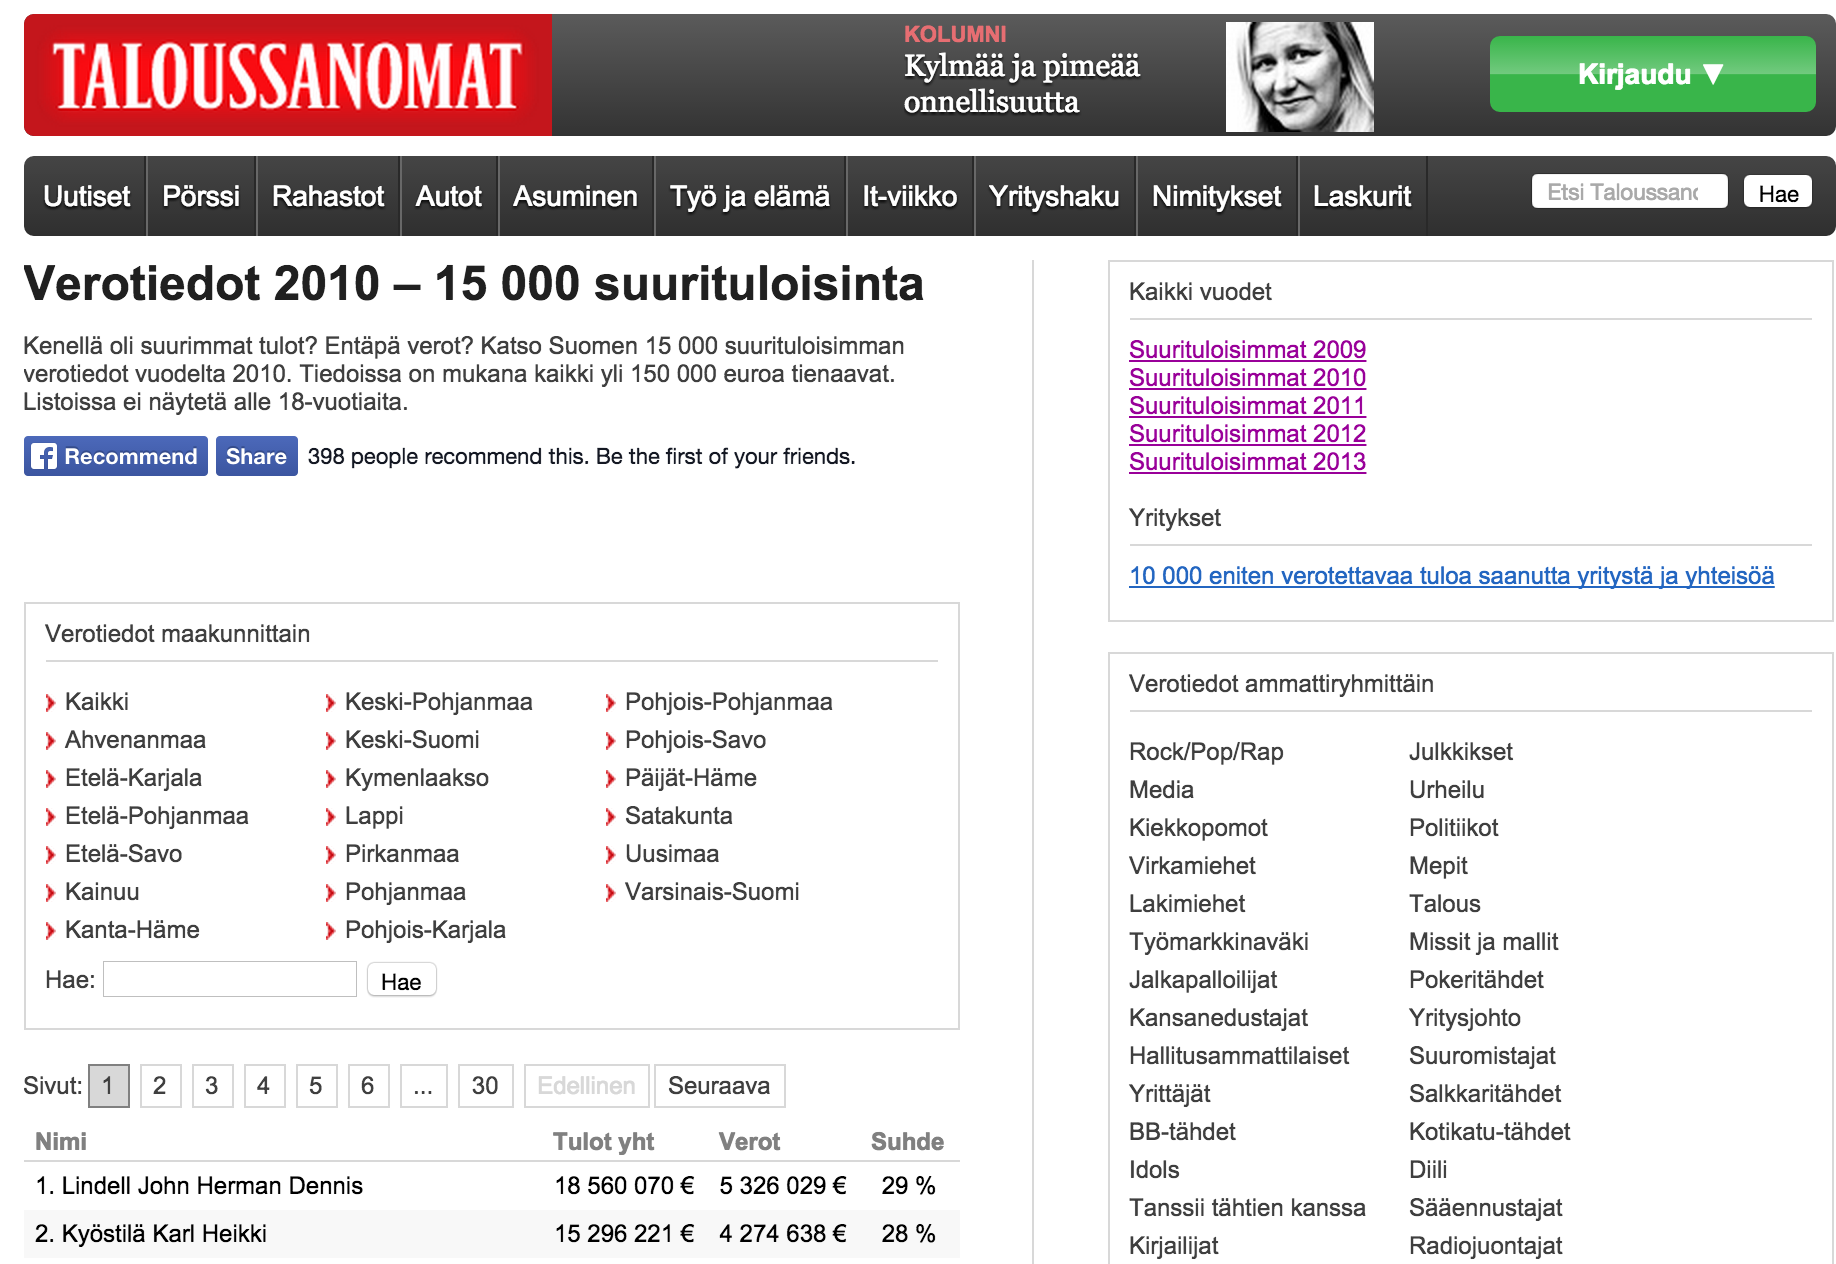 TALOUSSANOMAT
KOLUMNI
Kylmää ja pimeää
onnellisuutta
Kirjaudu ▼
Uutiset Pörssi Rahastot Autot Asuminen Työ ja elämä It-viikko Yrityshaku Nimitykset Laskurit Etsi Taloussano Hae
Verotiedot 2010 – 15 000 suurituloisinta
Kenellä oli suurimmat tulot? Entäpä verot? Katso Suomen 15 000 suurituloisimman
verotiedot vuodelta 2010. Tiedoissa on mukana kaikki yli 150 000 euroa tienaavat.
Listoissa ei näytetä alle 18-vuotiaita.
Recommend Share 398 people recommend this. Be the first of your friends.
Verotiedot maakunnittain
Kaikki Keski-Pohjanmaa Pohjois-Pohjanmaa
Ahvenanmaa Keski-Suomi Pohjois-Savo
Etelä-Karjala Kymenlaakso Päijät-Häme
Etelä-Pohjanmaa Lappi Satakunta
Etelä-Savo Pirkanmaa Uusimaa
Kainuu Pohjanmaa Varsinais-Suomi
Kanta-Häme Pohjois-Karjala
Hae: Hae
Sivut: 1 2 3 4 5 6 ... 30 Edellinen Seuraava
Nimi Tulot yht Verot Suhde
1. Lindell John Herman Dennis 18 560 070 € 5 326 029 € 29 %
2. Kyöstilä Karl Heikki 15 296 221 € 4 274 638 € 28 %
Kaikki vuodet
Suurituloisimmat 2009
Suurituloisimmat 2010
Suurituloisimmat 2011
Suurituloisimmat 2012
Suurituloisimmat 2013
Yritykset
10 000 eniten verotettavaa tuloa saanutta yritystä ja yhteisöä
Verotiedot ammattiryhmittäin
Rock/Pop/Rap Julkkikset
Media Urheilu
Kiekkopomot Politiikot
Virkamiehet Mepit
Lakimiehet Talous
Työmarkkinaväki Missit ja mallit
Jalkapalloilijat Pokeritähdet
Kansanedustajat Yritysjohto
Hallitusammattilaiset Suuromistajat
Yrittäjät Salkkaritähdet
BB-tähdet Kotikatu-tähdet
Idols Diili
Tanssii tähtien kanssa Sääennustajat
Kirjailijat Radiojuontajat